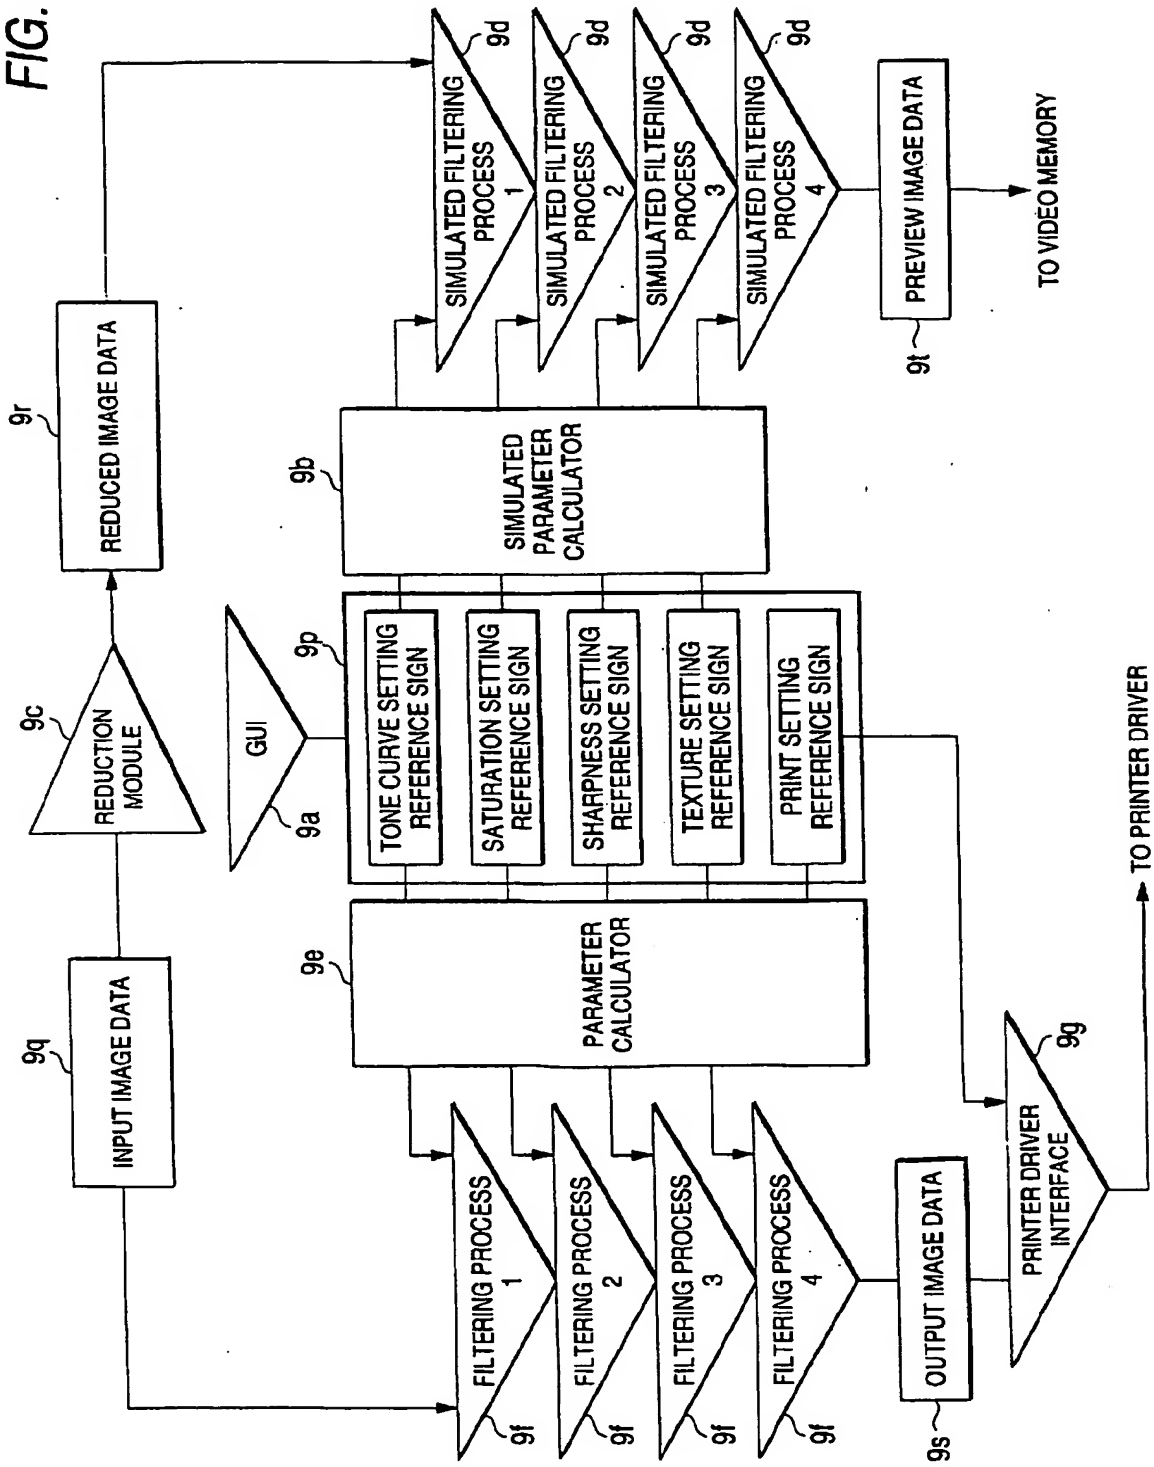 FIG.
9q
INPUT IMAGE DATA
9c
REDUCTION
MODULE
9r
REDUCED IMAGE DATA
GUI
9a
9p
TONE CURVE SETTING
REFERENCE SIGN
SATURATION SETTING
REFERENCE SIGN
SHARPNESS SETTING
REFERENCE SIGN
TEXTURE SETTING
REFERENCE SIGN
PRINT SETTING
REFERENCE SIGN
9e
PARAMETER
CALCULATOR
9b
SIMULATED
PARAMETER
CALCULATOR
FILTERING PROCESS
1
9f
FILTERING PROCESS
2
9f
FILTERING PROCESS
3
9f
FILTERING PROCESS
4
9f
SIMULATED FILTERING
PROCESS
1
9d
SIMULATED FILTERING
PROCESS
2
9d
SIMULATED FILTERING
PROCESS
3
9d
SIMULATED FILTERING
PROCESS
4
9d
OUTPUT IMAGE DATA
9s
PREVIEW IMAGE DATA
9t
PRINTER DRIVER
INTERFACE
9g
TO PRINTER DRIVER
TO VIDEO MEMORY